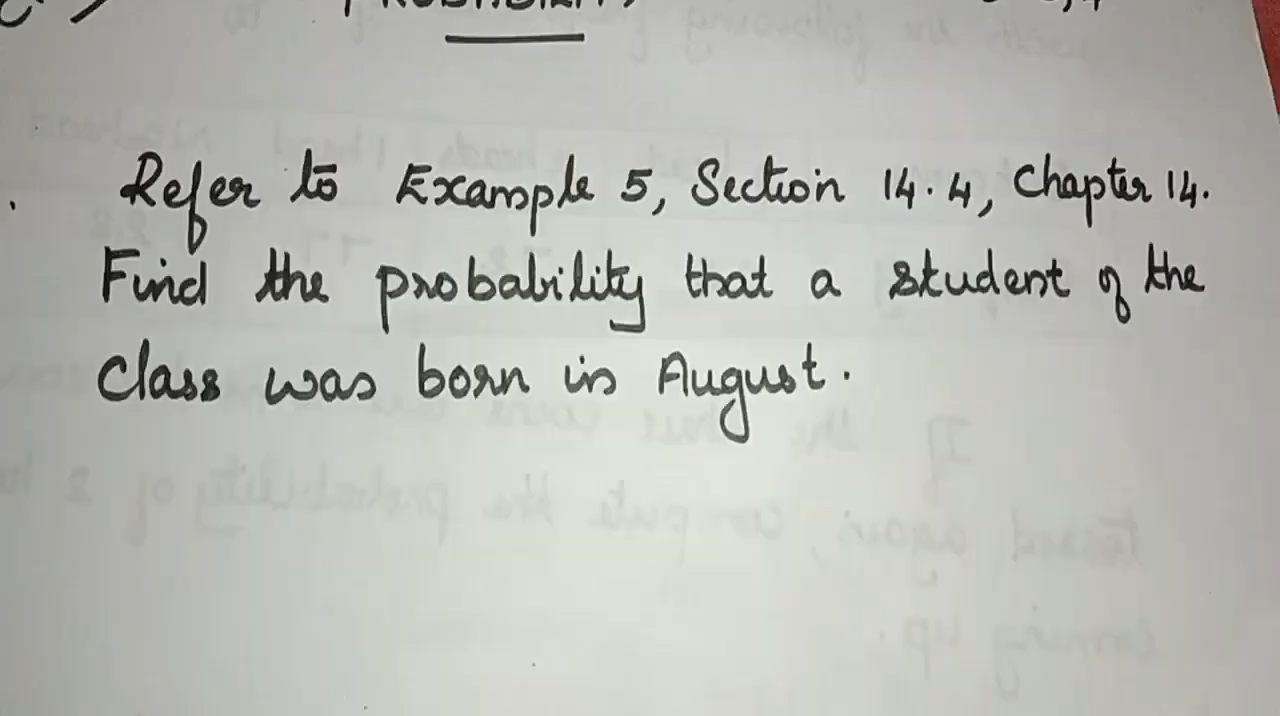 Refer to Example 5, Section 14.4, Chapter 14.
Find the probability that a student of the
class was born in August.